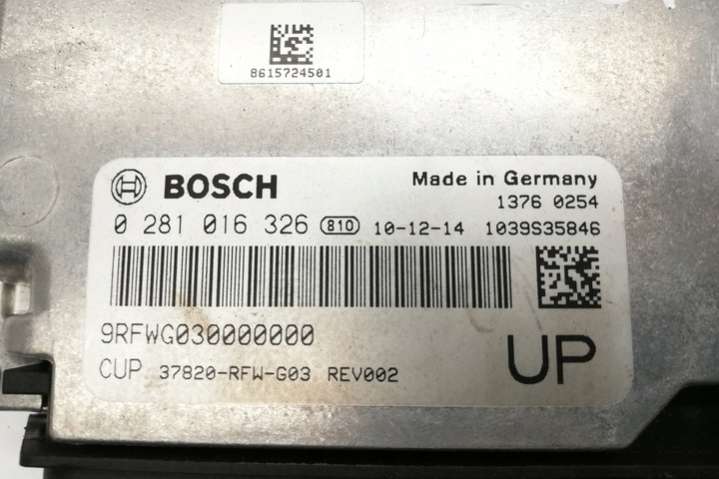 8615724501
BOSCH
Made in Germany
1376 0254
0 281 016 326 810 10-12-14 1039S35846
9RFWG030000000
CUP 37820-RFW-G03 REV002
UP